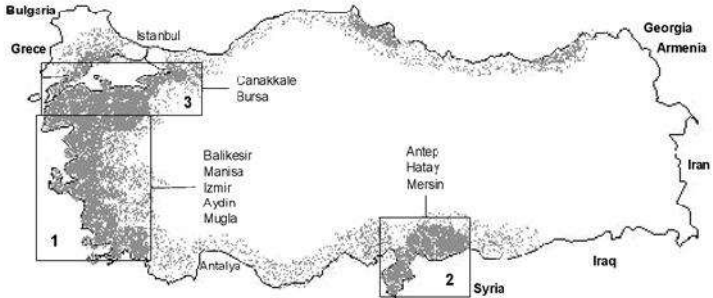 Bulgaria
Istanbul
Grece
Georgia
Armenia
Canakkale
Bursa
3
Balikesir
Manisa
Izmir
Aydin
Mugla
Antep
Hatay
Mersin
Iran
1
Antalya
2
Syria
Iraq